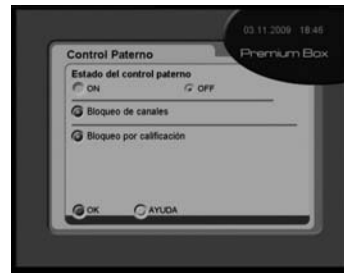 03.11.2009 18:46
Premium Box
Control Paterno
Estado del control paterno
ON OFF
Bloqueo de canales
Bloqueo por calificación
OK AYUDA